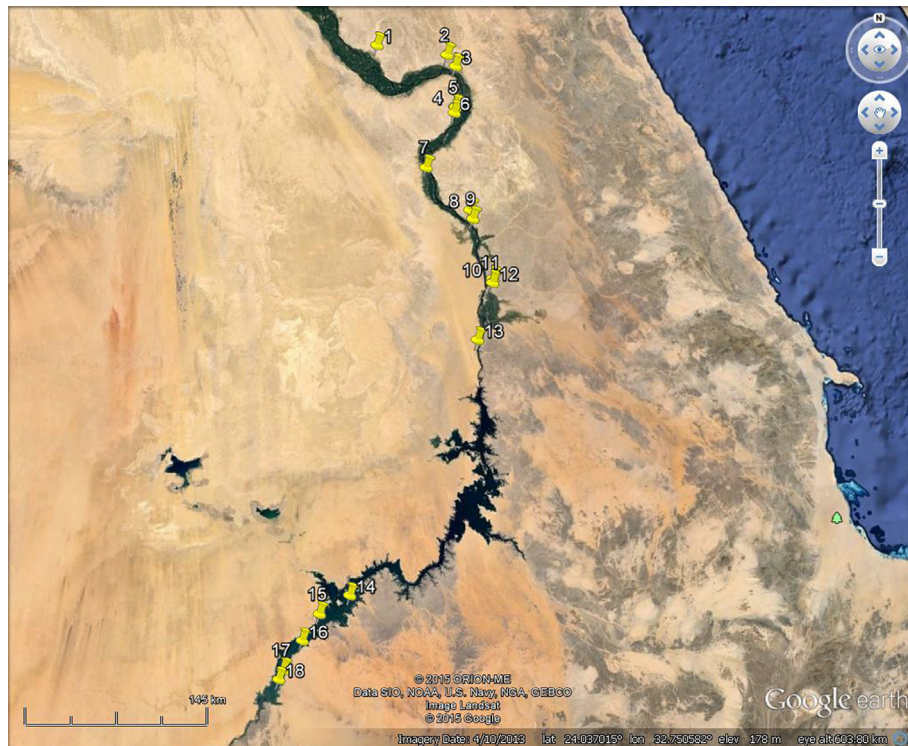 N
1
2
3
5
4 6
7
8 9
11
10 12
13
14
15
16
17
18
145 km
© 2015 ORION-ME
Data SIO, NOAA, U.S. Navy, NGA, GEBCO
Image Landsat
© 2015 Google
Google earth
Imagery Date: 4/10/2013 lat 24.037015° lon 32.750582° elev 178 m eye alt 603.80 km